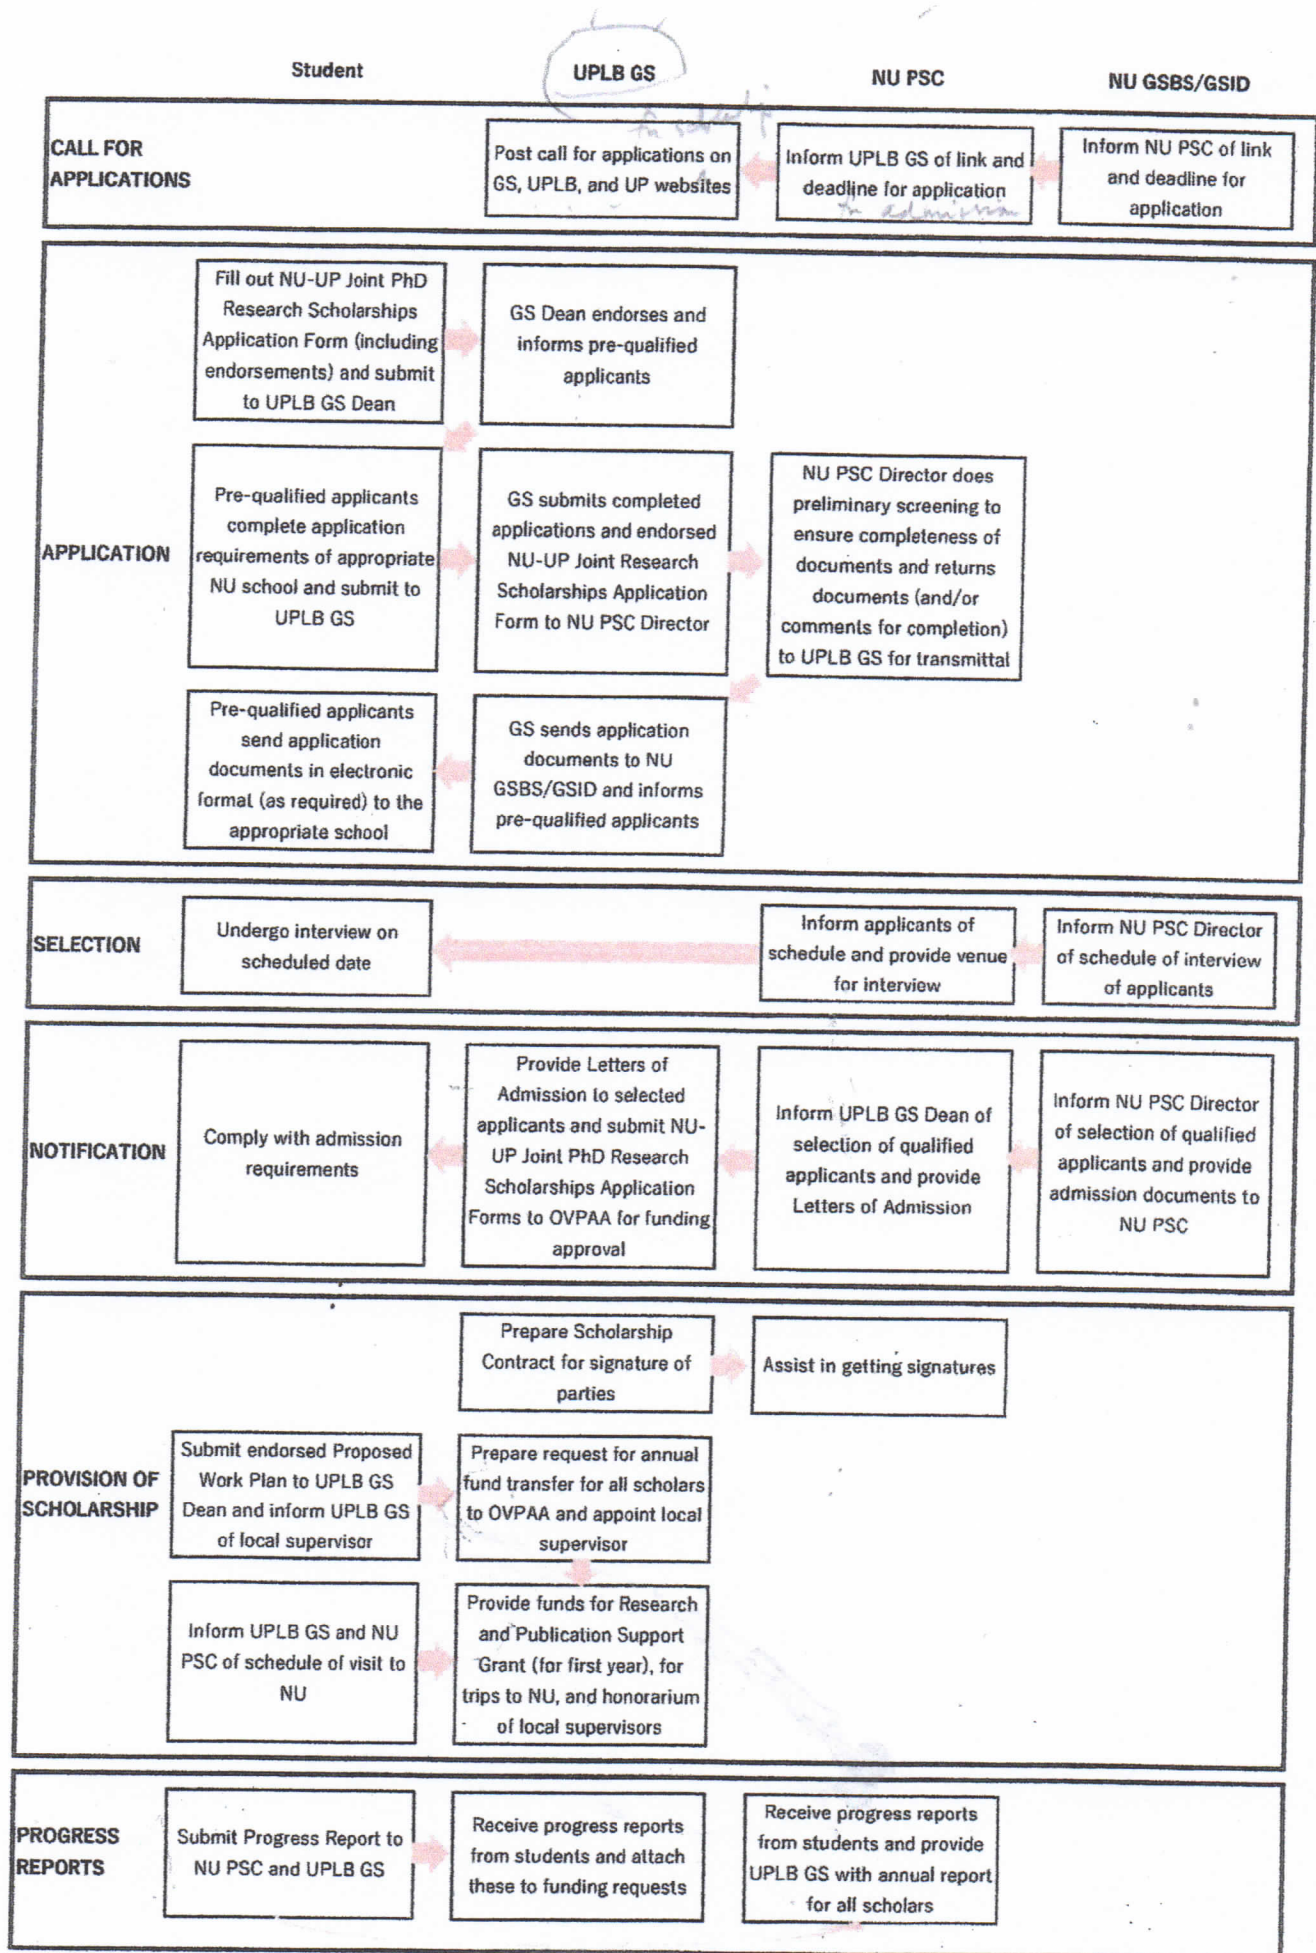 Student
UPLB GS
NU PSC
NU GSBS/GSID
for scholarship
CALL FOR
APPLICATIONS
Post call for applications on
GS, UPLB, and UP websites
Inform UPLB GS of link and
deadline for application
for admission
Inform NU PSC of link
and deadline for
application
APPLICATION
Fill out NU-UP Joint PhD
Research Scholarships
Application Form (including
endorsements) and submit
to UPLB GS Dean
GS Dean endorses and
informs pre-qualified
applicants
Pre-qualified applicants
complete application
requirements of appropriate
NU school and submit to
UPLB GS
GS submits completed
applications and endorsed
NU-UP Joint Research
Scholarships Application
Form to NU PSC Director
NU PSC Director does
preliminary screening to
ensure completeness of
documents and returns
documents (and/or
comments for completion)
to UPLB GS for transmittal
Pre-qualified applicants
send application
documents in electronic
format (as required) to the
appropriate school
GS sends application
documents to NU
GSBS/GSID and informs
pre-qualified applicants
SELECTION
Undergo interview on
scheduled date
Inform applicants of
schedule and provide venue
for interview
Inform NU PSC Director
of schedule of interview
of applicants
NOTIFICATION
Comply with admission
requirements
Provide Letters of
Admission to selected
applicants and submit NU-
UP Joint PhD Research
Scholarships Application
Forms to OVPAA for funding
approval
Inform UPLB GS Dean of
selection of qualified
applicants and provide
Letters of Admission
Inform NU PSC Director
of selection of qualified
applicants and provide
admission documents to
NU PSC
PROVISION OF
SCHOLARSHIP
Prepare Scholarship
Contract for signature of
parties
Assist in getting signatures
Submit endorsed Proposed
Work Plan to UPLB GS
Dean and inform UPLB GS
of local supervisor
Prepare request for annual
fund transfer for all scholars
to OVPAA and appoint local
supervisor
Inform UPLB GS and NU
PSC of schedule of visit to
NU
Provide funds for Research
and Publication Support
Grant (for first year), for
trips to NU, and honorarium
of local supervisors
PROGRESS
REPORTS
Submit Progress Report to
NU PSC and UPLB GS
Receive progress reports
from students and attach
these to funding requests
Receive progress reports
from students and provide
UPLB GS with annual report
for all scholars